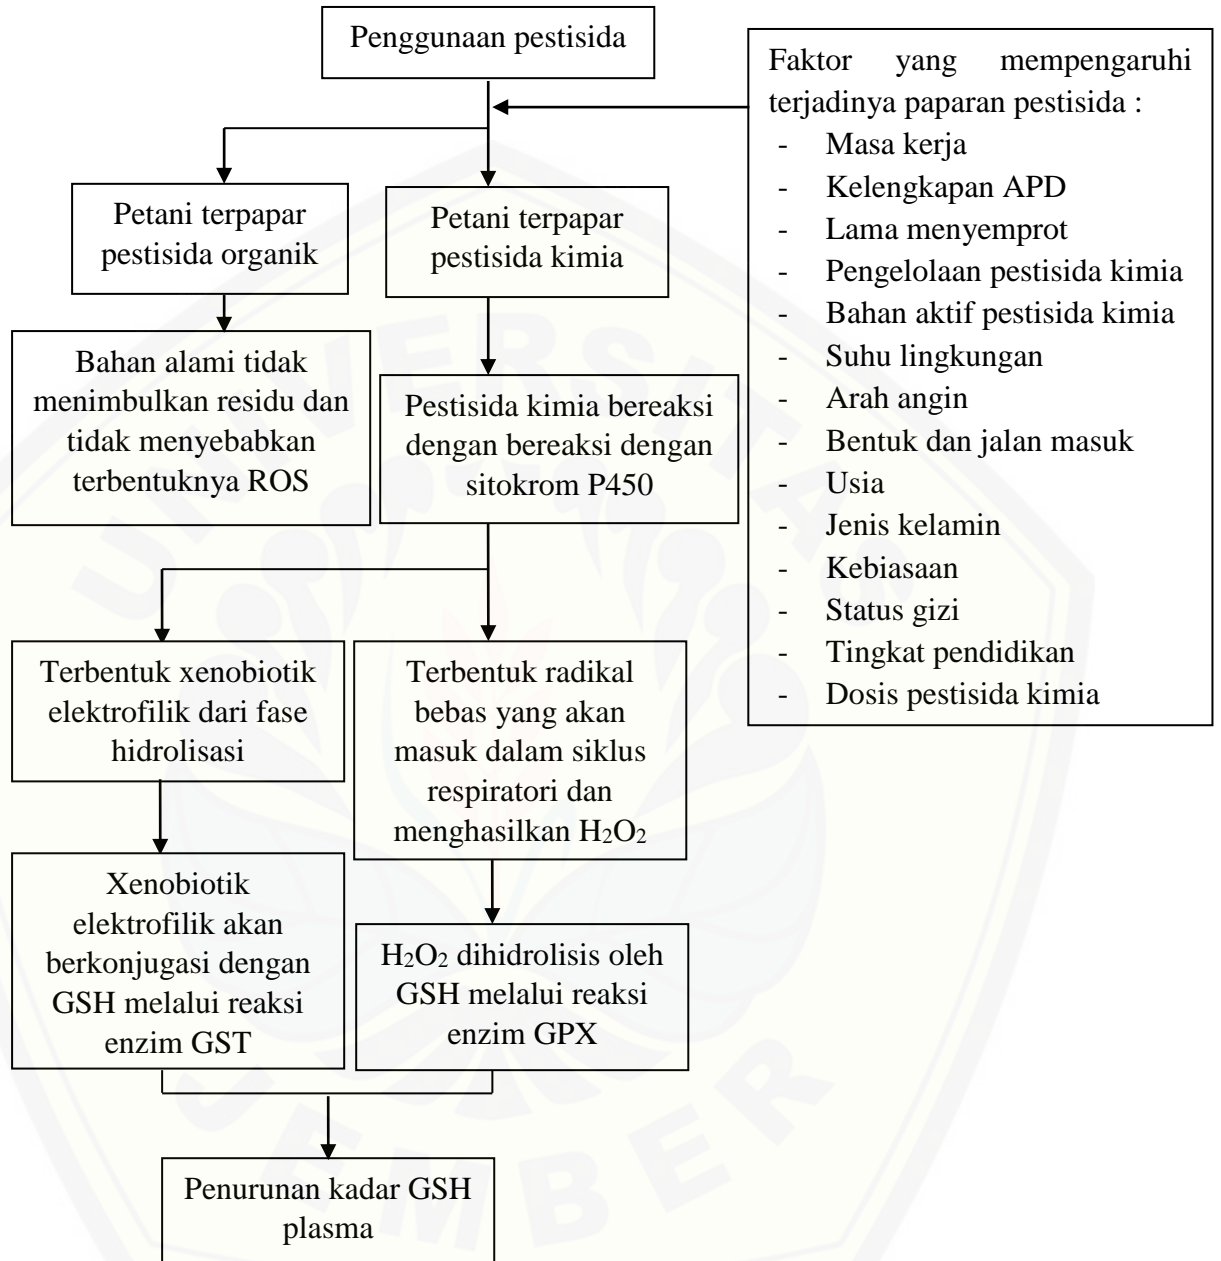 Penggunaan pestisida
Faktor yang mempengaruhi
terjadinya paparan pestisida :
- Masa kerja
- Kelengkapan APD
- Lama menyemprot
- Pengelolaan pestisida kimia
- Bahan aktif pestisida kimia
- Suhu lingkungan
- Arah angin
- Bentuk dan jalan masuk
- Usia
- Jenis kelamin
- Kebiasaan
- Status gizi
- Tingkat pendidikan
- Dosis pestisida kimia
Petani terpapar
pestisida organik
Petani terpapar
pestisida kimia
Bahan alami tidak
menimbulkan residu dan
tidak menyebabkan
terbentuknya ROS
Pestisida kimia bereaksi
dengan bereaksi dengan
sitokrom P450
Terbentuk xenobiotik
elektrofilik dari fase
hidrolisasi
Terbentuk radikal
bebas yang akan
masuk dalam siklus
respiratori dan
menghasilkan H₂O₂
Xenobiotik
elektrofilik akan
berkonjugasi dengan
GSH melalui reaksi
enzim GST
H₂O₂ dihidrolisis oleh
GSH melalui reaksi
enzim GPX
Penurunan kadar GSH
plasma
UNIVERSITAS
JEMBER